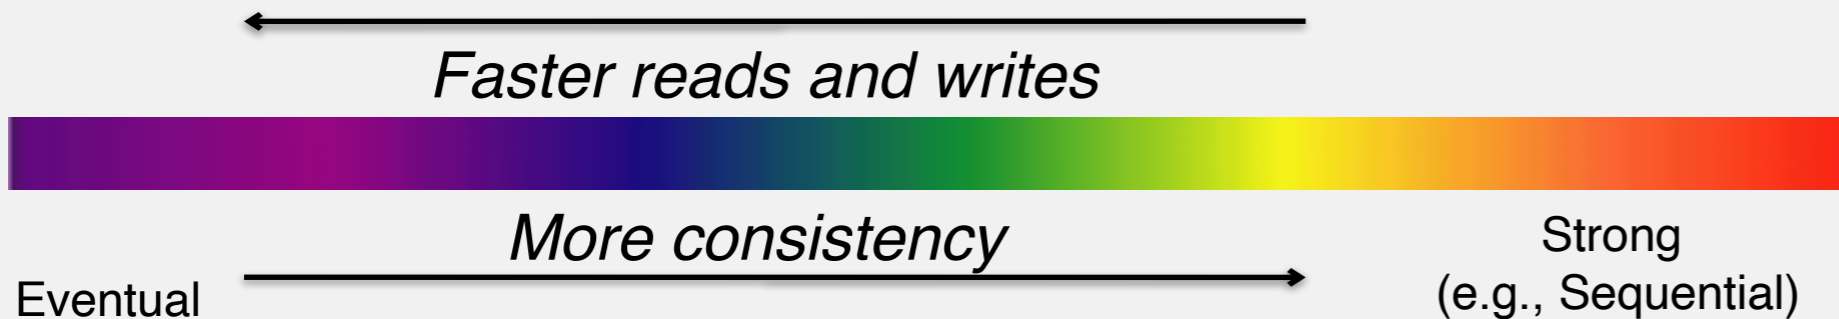 Faster reads and writes
More consistency
Eventual
Strong
(e.g., Sequential)